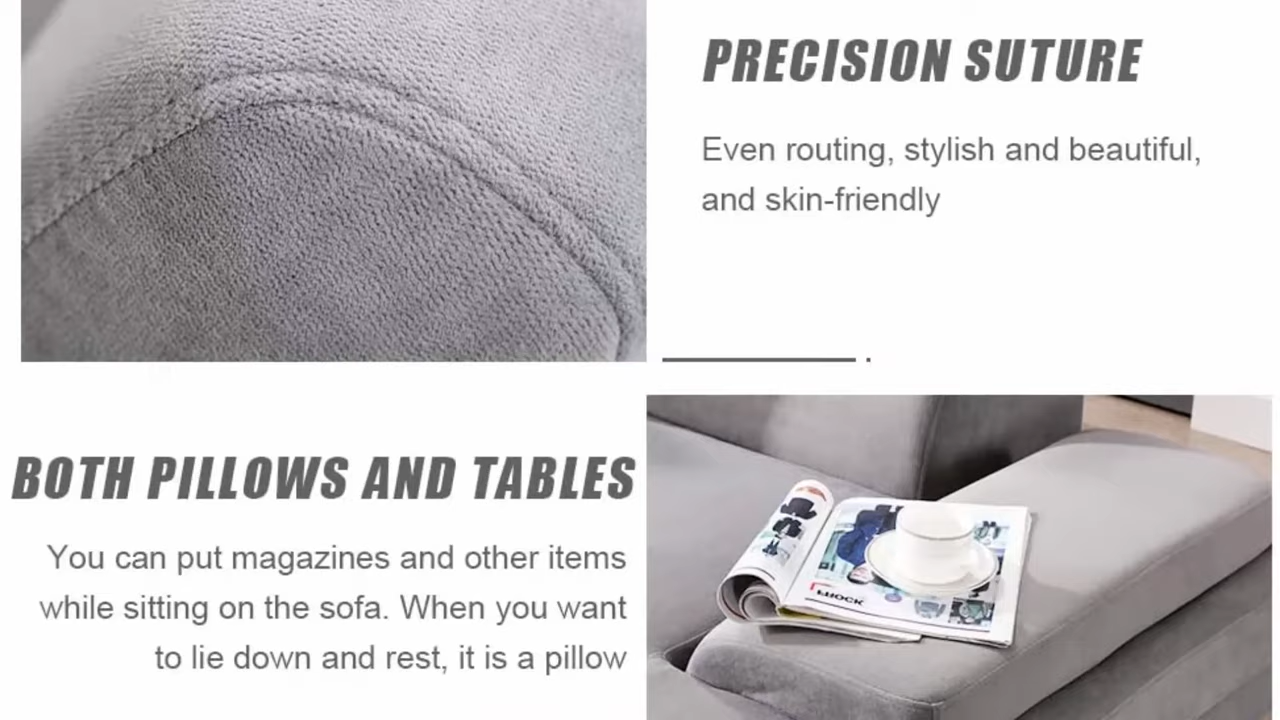 PRECISION SUTURE
Even routing, stylish and beautiful,
and skin-friendly
BOTH PILLOWS AND TABLES
You can put magazines and other items
while sitting on the sofa. When you want
to lie down and rest, it is a pillow